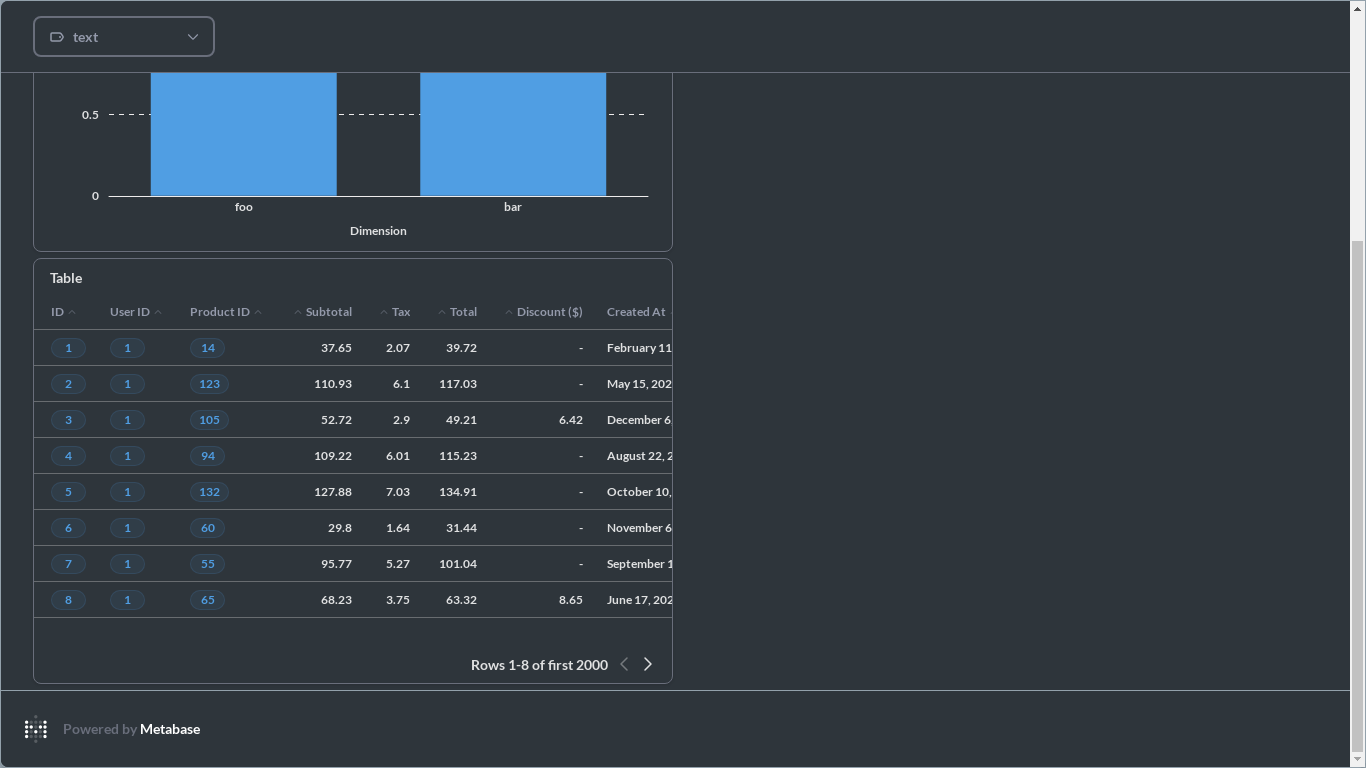 text
0.5
0
foo bar
Dimension
Table
ID User ID Product ID Subtotal Tax Total Discount ($) Created At
1 1 14 37.65 2.07 39.72 - February 11
2 1 123 110.93 6.1 117.03 - May 15, 202
3 1 105 52.72 2.9 49.21 6.42 December 6,
4 1 94 109.22 6.01 115.23 - August 22, 2
5 1 132 127.88 7.03 134.91 - October 10,
6 1 60 29.8 1.64 31.44 - November 6
7 1 55 95.77 5.27 101.04 - September 1
8 1 65 68.23 3.75 63.32 8.65 June 17, 202
Rows 1-8 of first 2000
Powered by Metabase